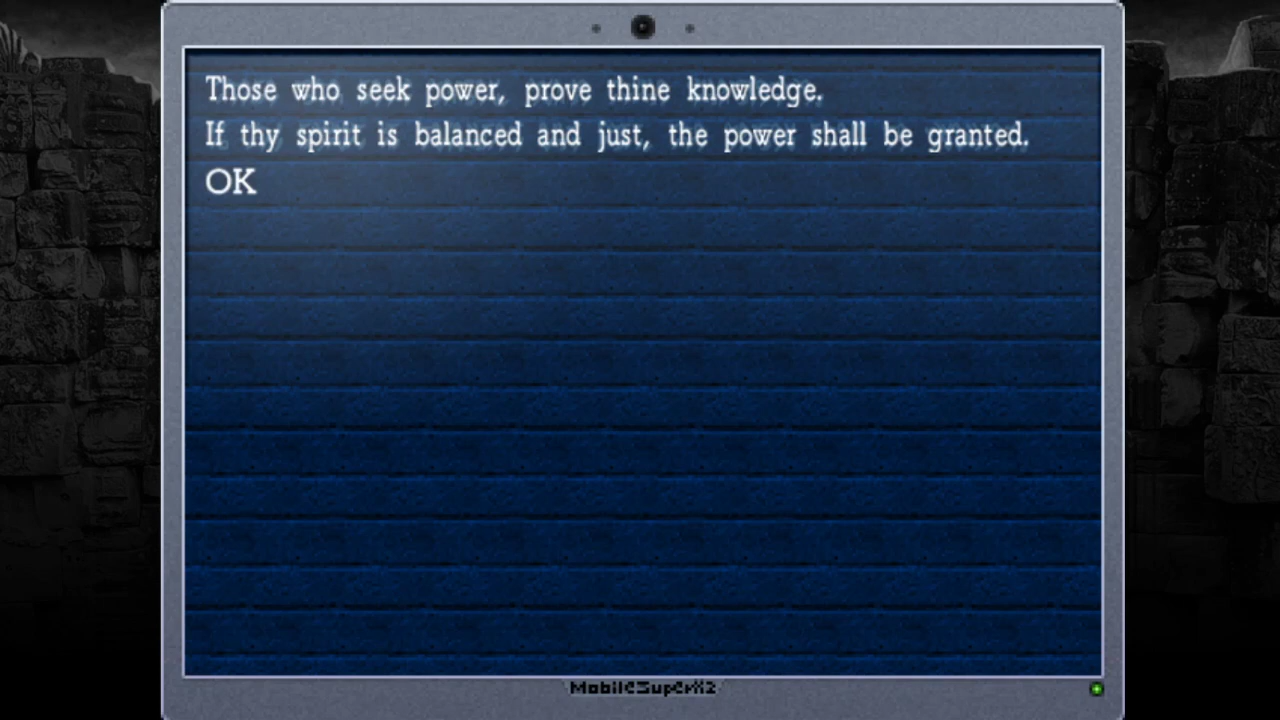 Those who seek power, prove thine knowledge.
If thy spirit is balanced and just, the power shall be granted.
OK
MobileSuperX2